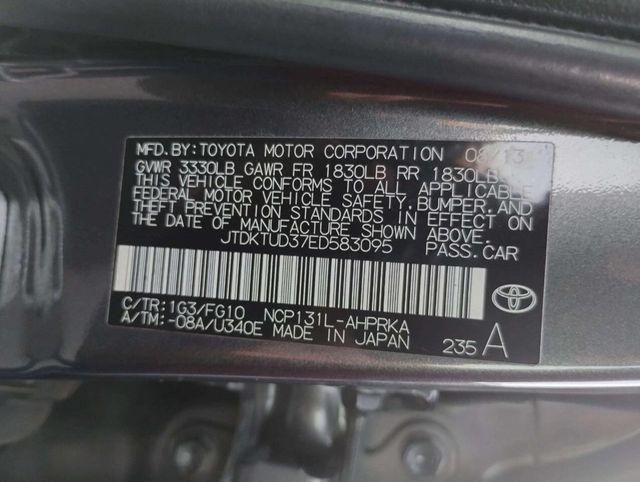 MFD.BY:TOYOTA MOTOR CORPORATION 08/13
GVWR 3330LB GAWR FR 1830LB RR 1830LB
THIS VEHICLE CONFORMS TO ALL APPLICABLE
FEDERAL MOTOR VEHICLE SAFETY,BUMPER,AND
THEFT PREVENTION STANDARDS IN EFFECT ON
THE DATE OF MANUFACTURE SHOWN ABOVE.
JTDKTUD37ED583095 PASS.CAR
C/TR:1G3/FG10 NCP131L-AHPRKA
A/TM:-08A/U340E MADE IN JAPAN
235 A